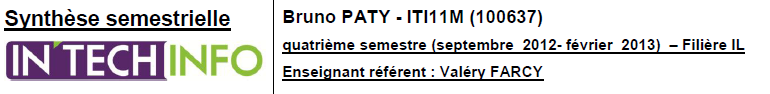 Synthèse semestrielle
IN'TECH INFO
Bruno PATY - ITI11M (100637)
quatrième semestre (septembre 2012- février 2013) – Filière IL
Enseignant référent : Valéry FARCY